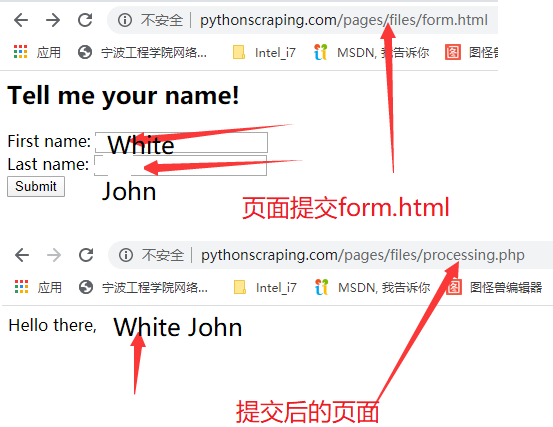 不安全 pythonscraping.com/pages/files/form.html
应用 宁波工程学院网络... Intel_i7 MSDN, 我告诉你 图怪兽
Tell me your name!
First name: White
Last name:
John
Submit
页面提交form.html
不安全 pythonscraping.com/pages/files/processing.php
应用 宁波工程学院网络... Intel_i7 MSDN, 我告诉你 图怪兽编辑器
Hello there, White John
提交后的页面